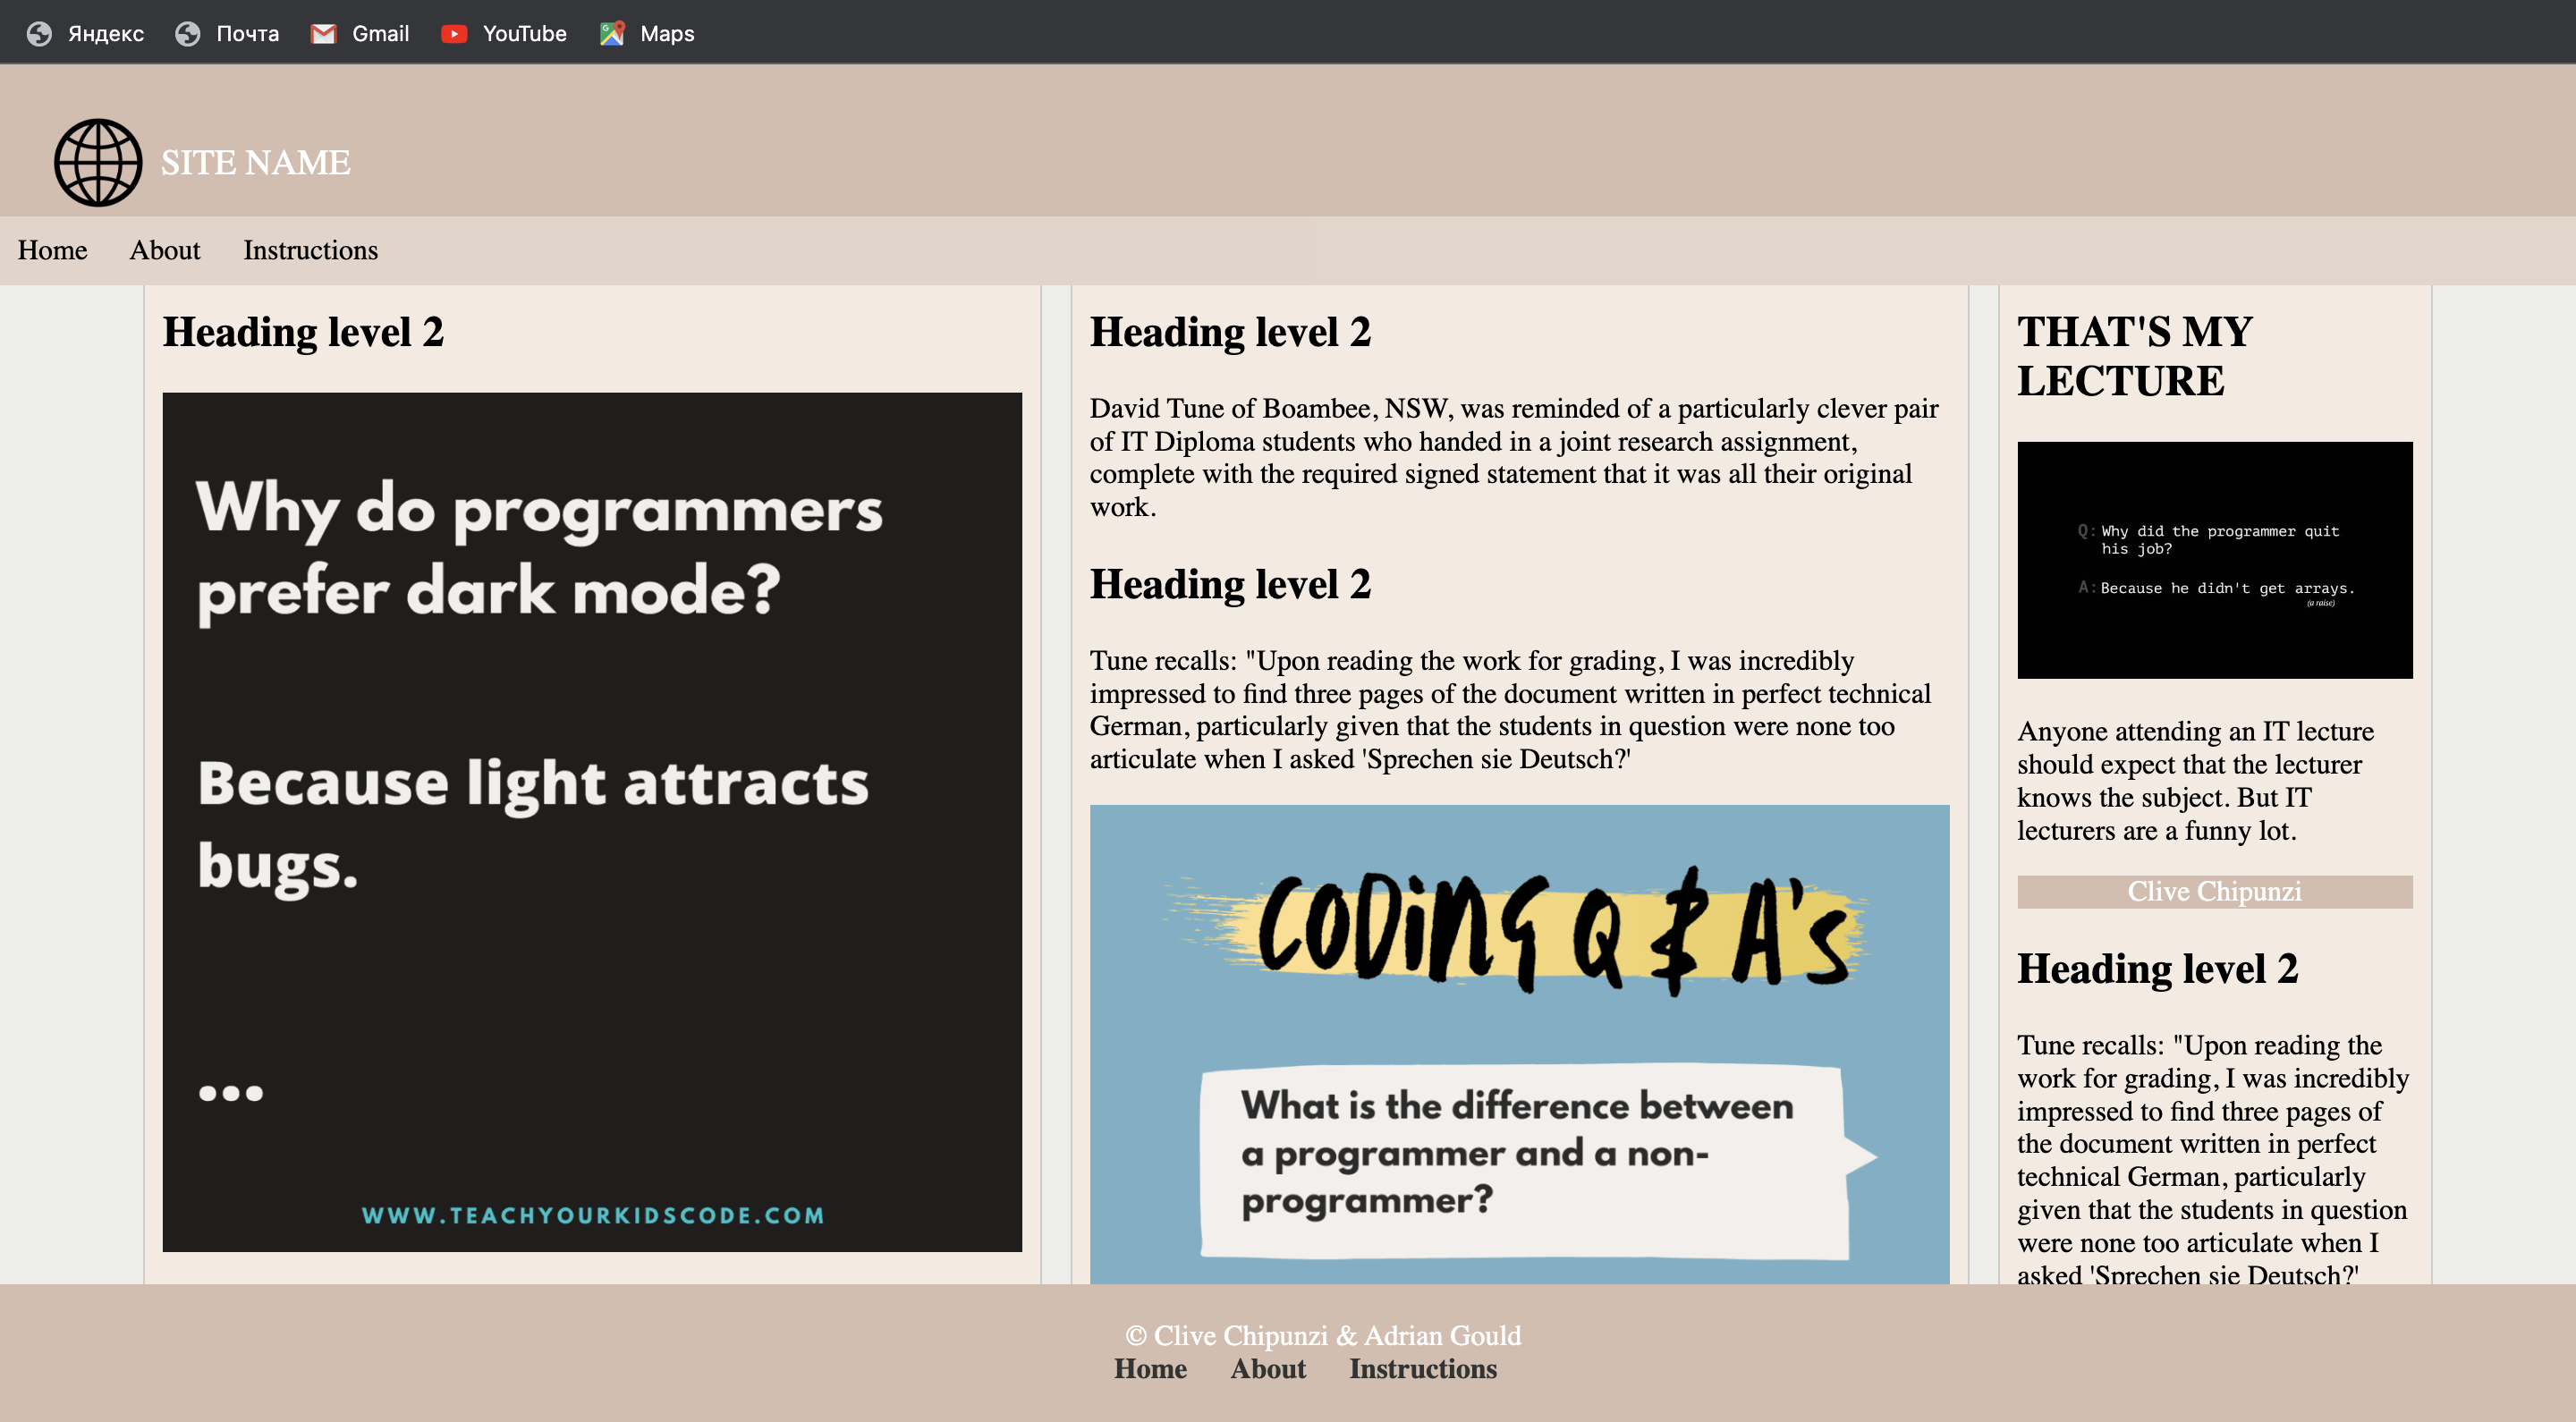 Яндекс Почта Gmail YouTube Maps
SITE NAME
Home About Instructions
Heading level 2
Why do programmers
prefer dark mode?
Because light attracts
bugs.
...
WWW.TEACHYOURKIDSCODE.COM
Heading level 2
David Tune of Boambee, NSW, was reminded of a particularly clever pair
of IT Diploma students who handed in a joint research assignment,
complete with the required signed statement that it was all their original
work.
Heading level 2
Tune recalls: "Upon reading the work for grading, I was incredibly
impressed to find three pages of the document written in perfect technical
German, particularly given that the students in question were none too
articulate when I asked 'Sprechen sie Deutsch?'
CODING Q & A's
What is the difference between
a programmer and a non-
programmer?
THAT'S MY
LECTURE
Q: Why did the programmer quit
his job?
A: Because he didn't get arrays.
(a raise)
Anyone attending an IT lecture
should expect that the lecturer
knows the subject. But IT
lecturers are a funny lot.
Clive Chipunzi
Heading level 2
Tune recalls: "Upon reading the
work for grading, I was incredibly
impressed to find three pages of
the document written in perfect
technical German, particularly
given that the students in question
were none too articulate when I
asked 'Sprechen sie Deutsch?'
© Clive Chipunzi & Adrian Gould
Home About Instructions